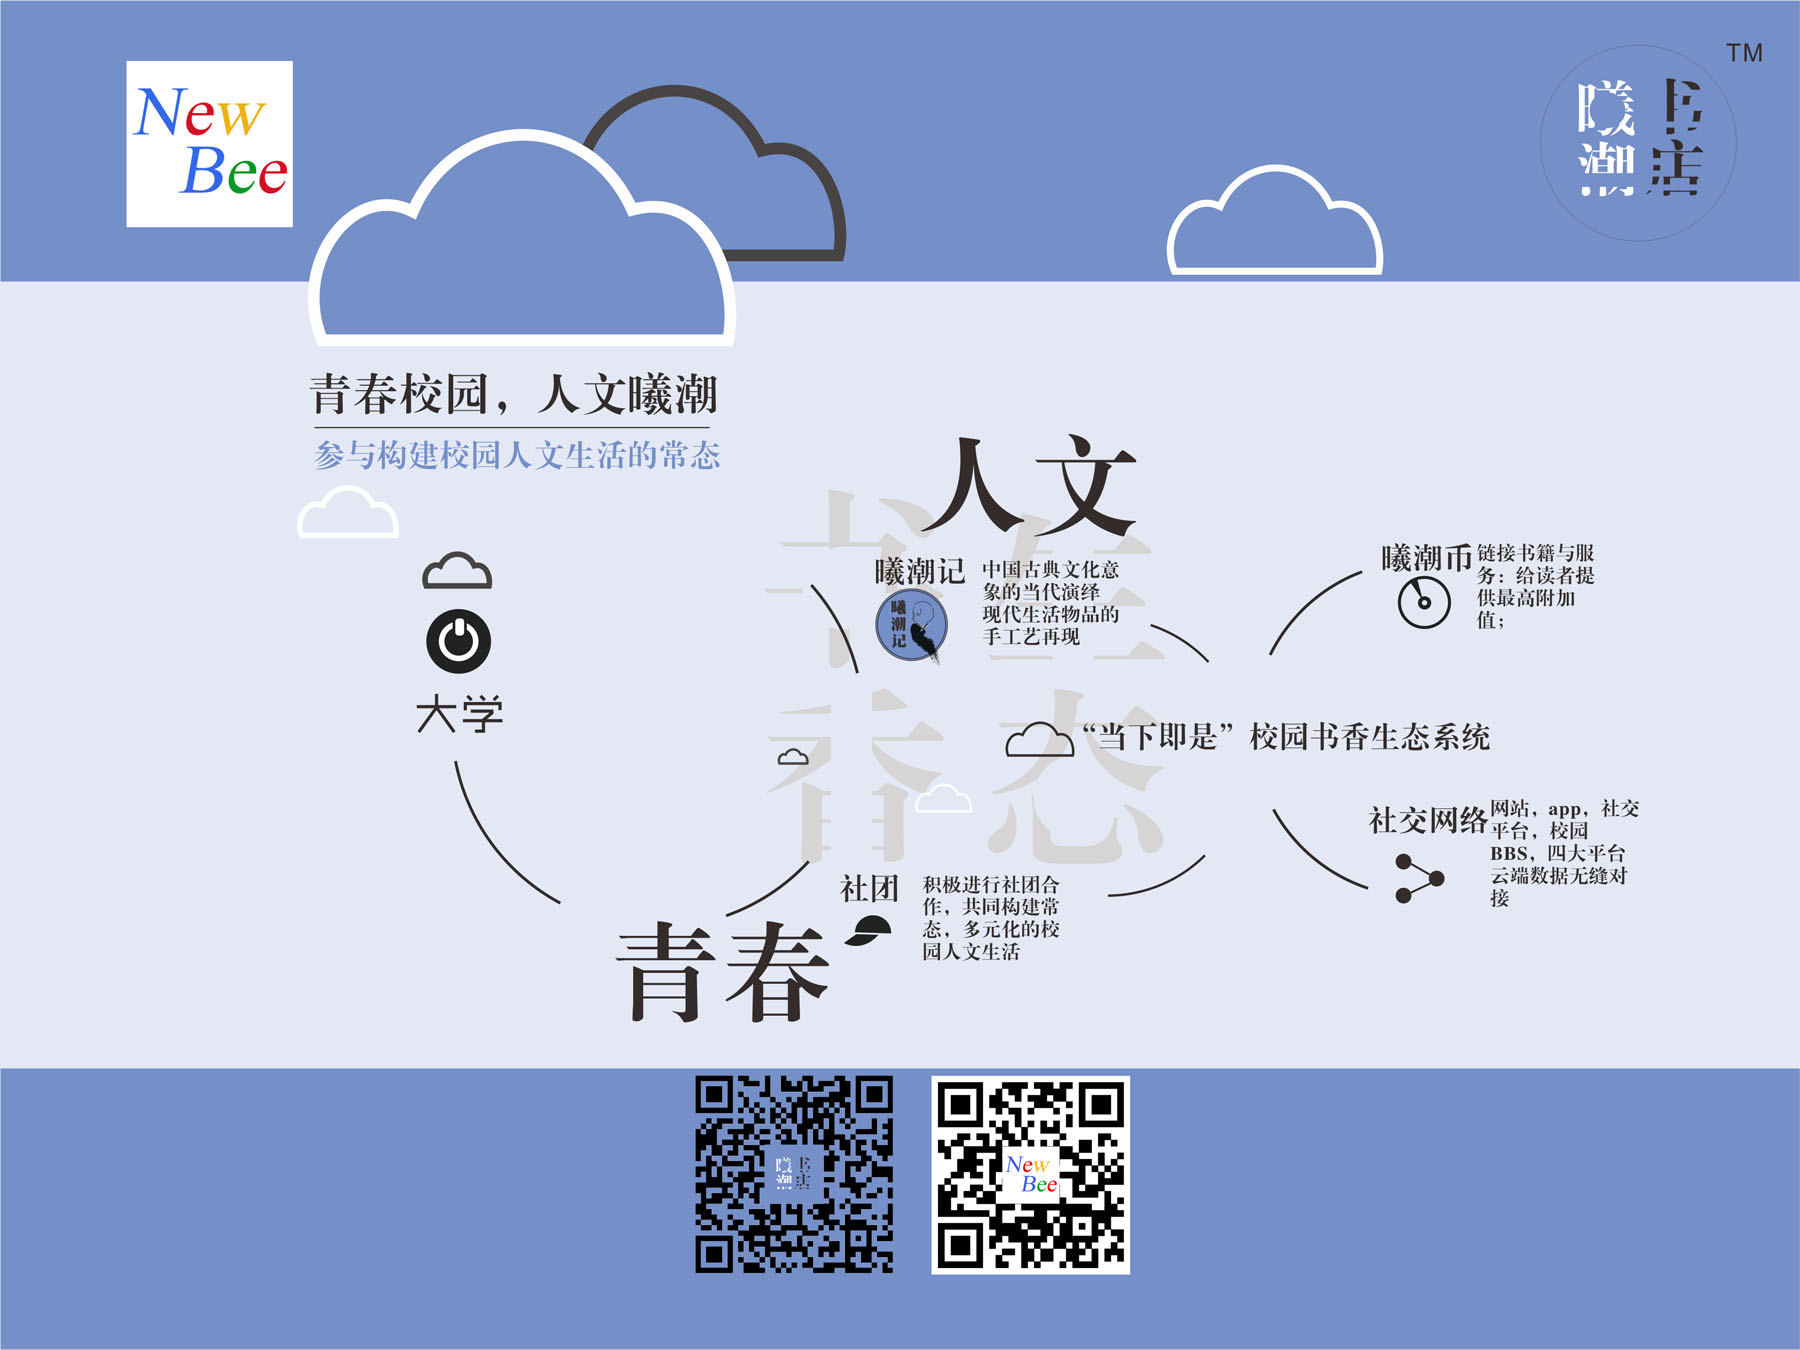 New
Bee
曦潮
书店
TM
青春校园，人文曦潮
参与构建校园人文生活的常态
大学
青春
人文
书生
香态
曦潮记
曦潮记
中国古典文化意
象的当代演绎
现代生活物品的
手工艺再现
社团
积极进行社团合
作，共同构建常
态，多元化的校
园人文生活
曦潮币
链接书籍与服
务：给读者提
供最高附加
值；
“当下即是”校园书香生态系统
社交网络
网站，app，社交
平台，校园
BBS，四大平台
云端数据无缝对
接
曦潮
书店
New
Bee